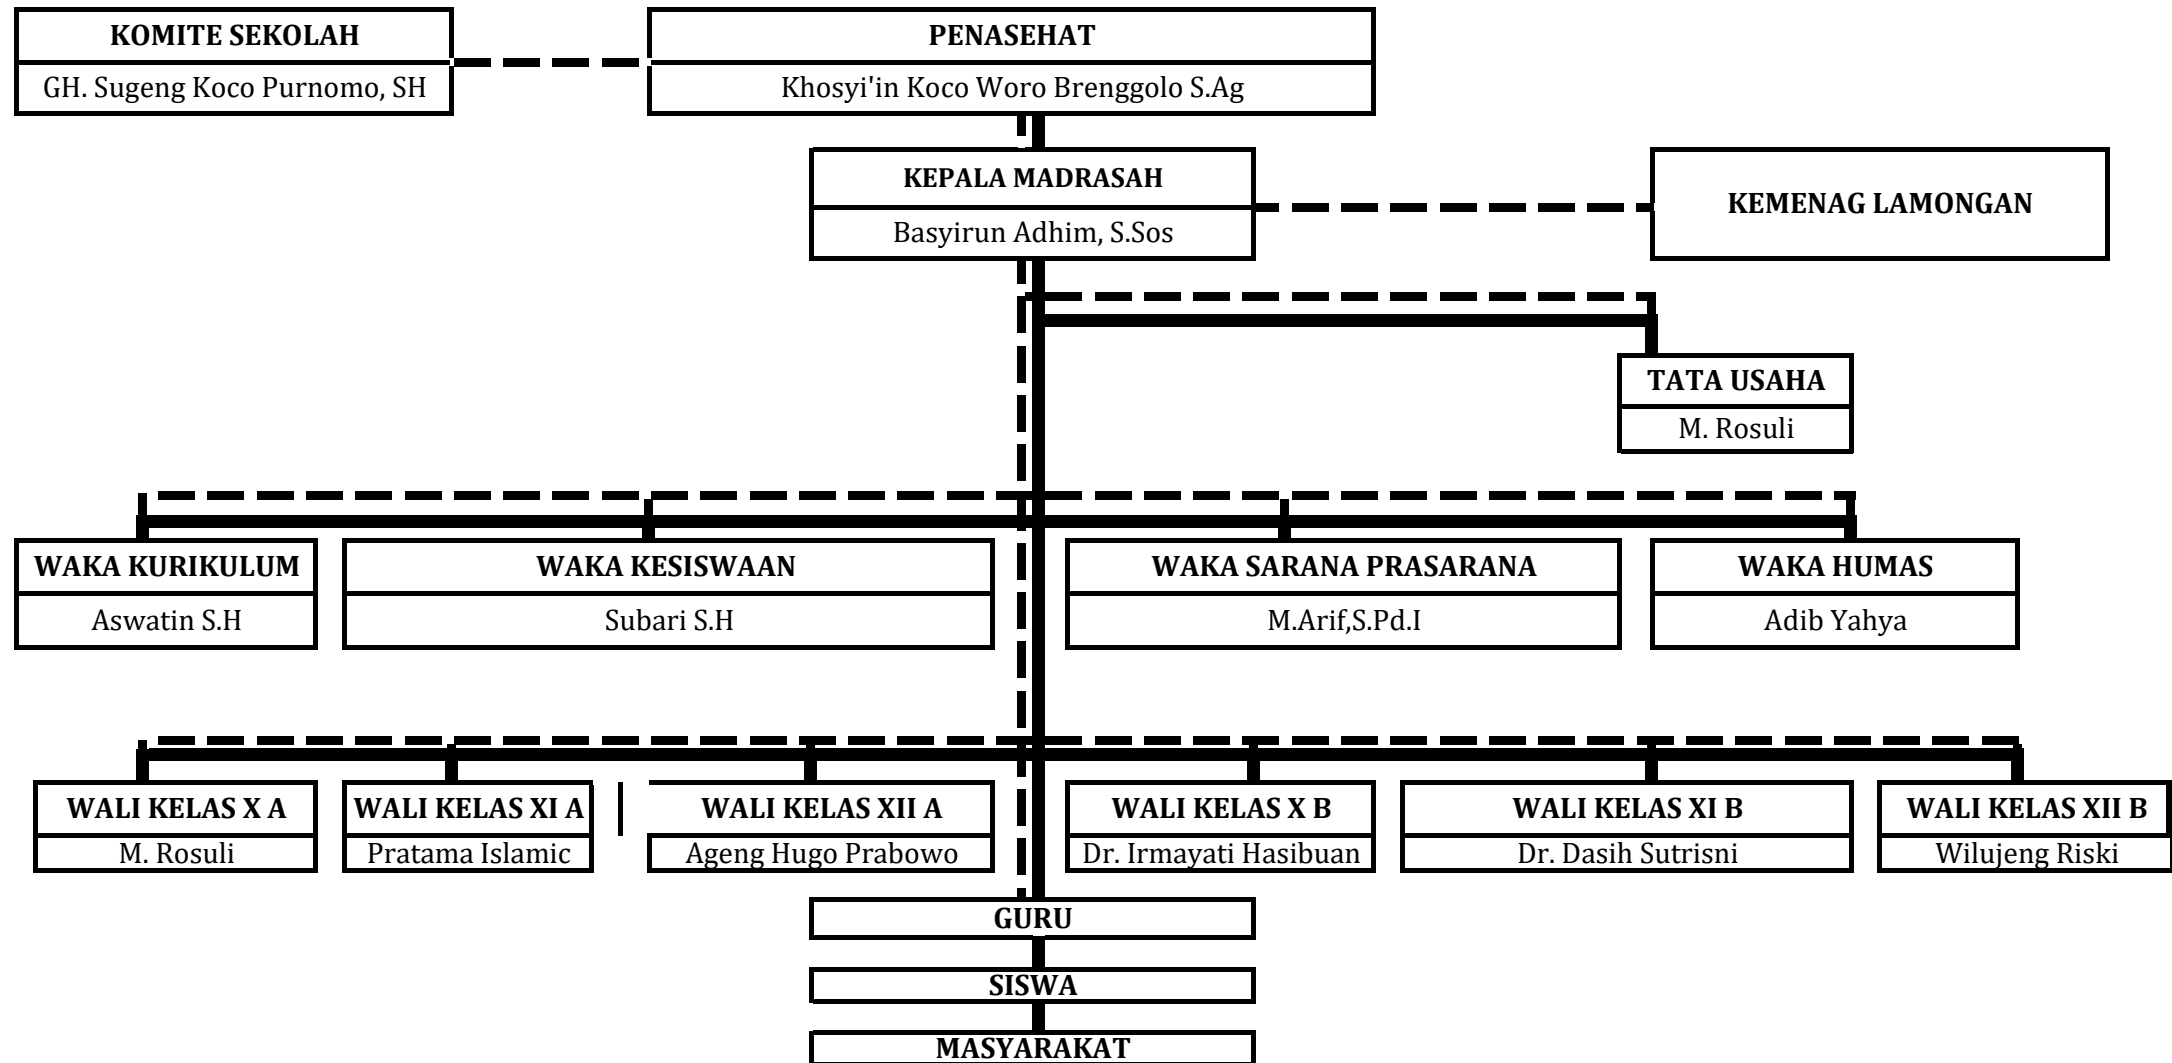 KOMITE SEKOLAH
GH. Sugeng Koco Purnomo, SH
PENASEHAT
Khosyi'in Koco Woro Brenggolo S.Ag
KEPALA MADRASAH
Basyirun Adhim, S.Sos
KEMENAG LAMONGAN
TATA USAHA
M. Rosuli
WAKA KURIKULUM
Aswatin S.H
WAKA KESISWAAN
Subari S.H
WAKA SARANA PRASARANA
M.Arif,S.Pd.I
WAKA HUMAS
Adib Yahya
WALI KELAS X A
M. Rosuli
WALI KELAS XI A
Pratama Islamic
WALI KELAS XII A
Ageng Hugo Prabowo
WALI KELAS X B
Dr. Irmayati Hasibuan
WALI KELAS XI B
Dr. Dasih Sutrisni
WALI KELAS XII B
Wilujeng Riski
GURU
SISWA
MASYARAKAT